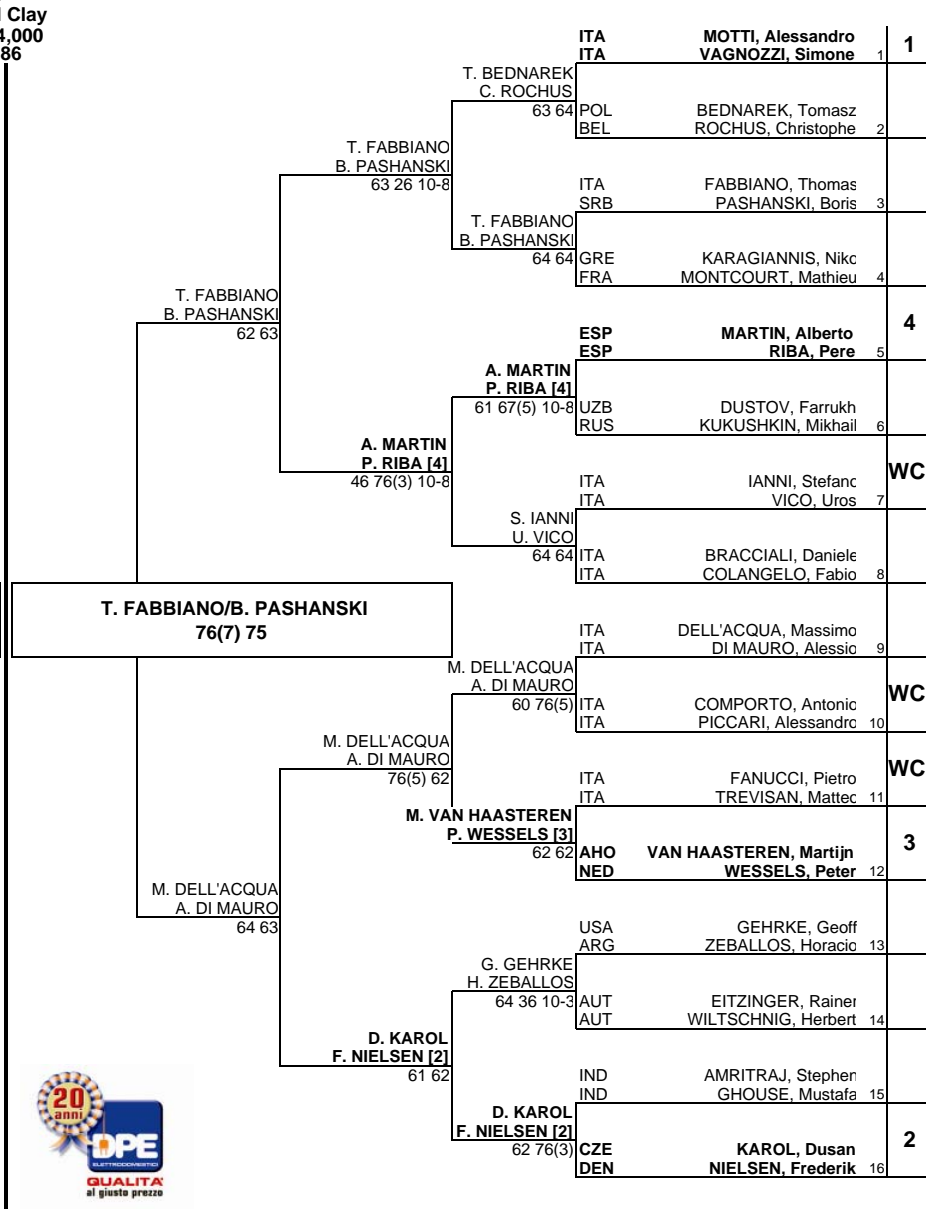 Clay
4,000
86
ITA MOTTI, Alessandro
ITA VAGNOZZI, Simone 1
1
T. BEDNAREK
C. ROCHUS
63 64
POL BEDNAREK, Tomasz
BEL ROCHUS, Christophe 2
T. FABBIANO
B. PASHANSKI
63 26 10-8
ITA FABBIANO, Thomas
SRB PASHANSKI, Boris 3
T. FABBIANO
B. PASHANSKI
64 64
GRE KARAGIANNIS, Niko
FRA MONTCOURT, Mathieu 4
T. FABBIANO
B. PASHANSKI
62 63
ESP MARTIN, Alberto
ESP RIBA, Pere 5
4
A. MARTIN
P. RIBA [4]
61 67(5) 10-8
UZB DUSTOV, Farrukh
RUS KUKUSHKIN, Mikhail 6
A. MARTIN
P. RIBA [4]
46 76(3) 10-8
ITA IANNI, Stefano
ITA VICO, Uros 7
WC
S. IANNI
U. VICO
64 64
ITA BRACCIALI, Daniele
ITA COLANGELO, Fabio 8
T. FABBIANO/B. PASHANSKI
76(7) 75
ITA DELL'ACQUA, Massimo
ITA DI MAURO, Alessio 9
M. DELL'ACQUA
A. DI MAURO
60 76(5)
ITA COMPORTO, Antonio
ITA PICCARI, Alessandro 10
WC
M. DELL'ACQUA
A. DI MAURO
76(5) 62
ITA FANUCCI, Pietro
ITA TREVISAN, Matteo 11
WC
M. VAN HAASTEREN
P. WESSELS [3]
62 62
AHO VAN HAASTEREN, Martijn
NED WESSELS, Peter 12
3
M. DELL'ACQUA
A. DI MAURO
64 63
USA GEHRKE, Geoff
ARG ZEBALLOS, Horacio 13
G. GEHRKE
H. ZEBALLOS
64 36 10-3
AUT EITZINGER, Rainer
AUT WILTSCHNIG, Herbert 14
D. KAROL
F. NIELSEN [2]
61 62
IND AMRITRAJ, Stephen
IND GHOUSE, Mustafa 15
D. KAROL
F. NIELSEN [2]
62 76(3)
CZE KAROL, Dusan
DEN NIELSEN, Frederik 16
2
20
anni
DPE
ELETTRODOMESTICI
QUALITA'
al giusto prezzo